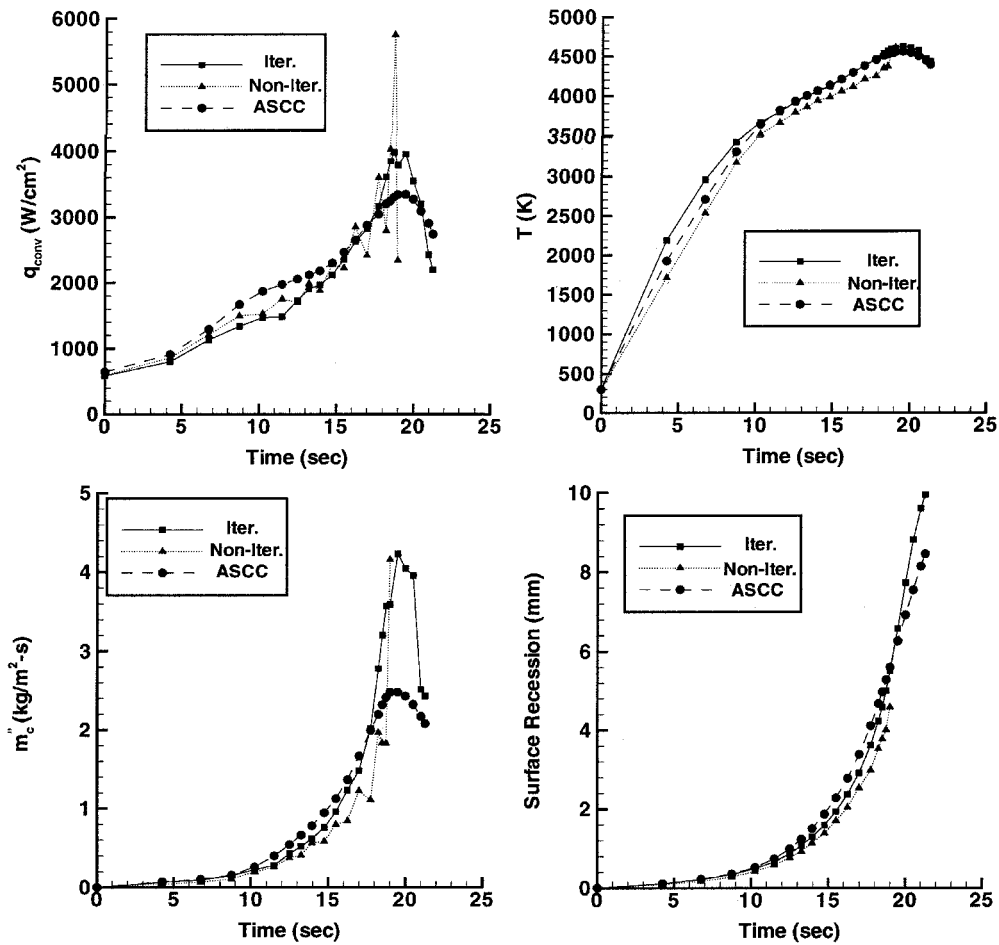 6000
5000
4000
3000
2000
1000
0
q_conv (W/cm²)
Iter.
Non-Iter.
ASCC
0 5 10 15 20 25
Time (sec)
5000
4500
4000
3500
3000
2500
2000
1500
1000
500
0
T (K)
Iter.
Non-Iter.
ASCC
0 5 10 15 20 25
Time (sec)
5
4
3
2
1
0
m_c'' (kg/m²-s)
Iter.
Non-Iter.
ASCC
0 5 10 15 20 25
Time (sec)
10
8
6
4
2
0
Surface Recession (mm)
Iter.
Non-Iter.
ASCC
0 5 10 15 20 25
Time (sec)